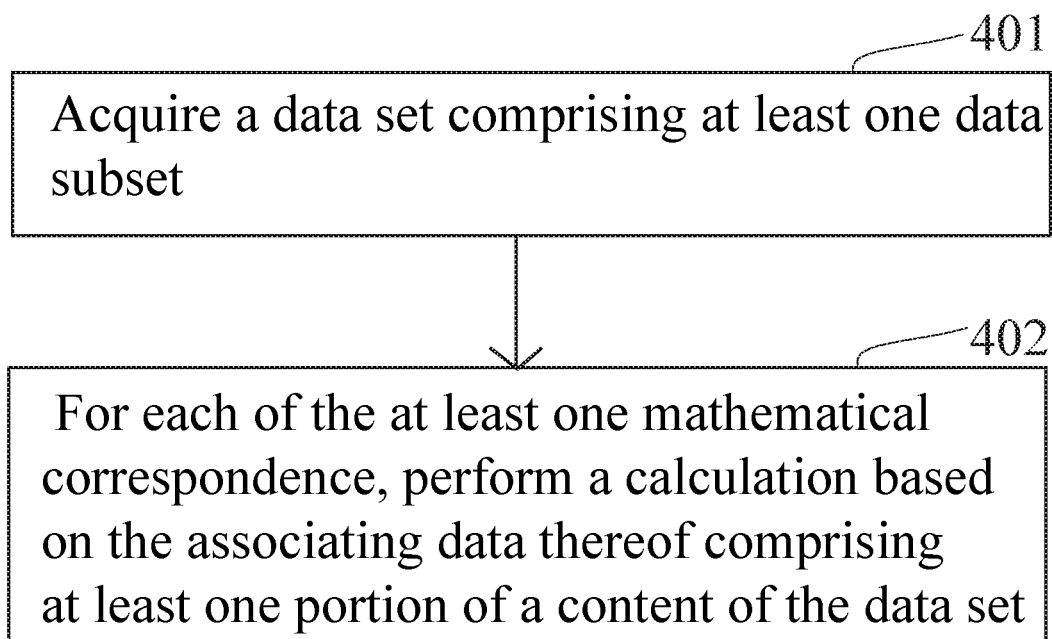 401
Acquire a data set comprising at least one data
subset
402
For each of the at least one mathematical
correspondence, perform a calculation based
on the associating data thereof comprising
at least one portion of a content of the data set